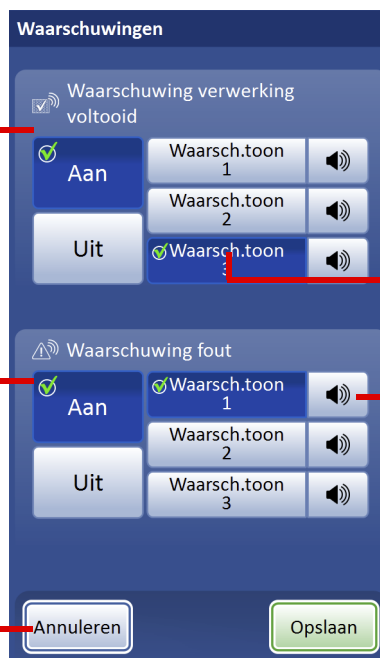 Waarschuwingen
Waarschuwing verwerking
voltooid
Aan
Uit
Waarsch.toon
1
Waarsch.toon
2
Waarsch.toon
3
Waarschuwing fout
Aan
Uit
Waarsch.toon
1
Waarsch.toon
2
Waarsch.toon
3
Annuleren
Opslaan